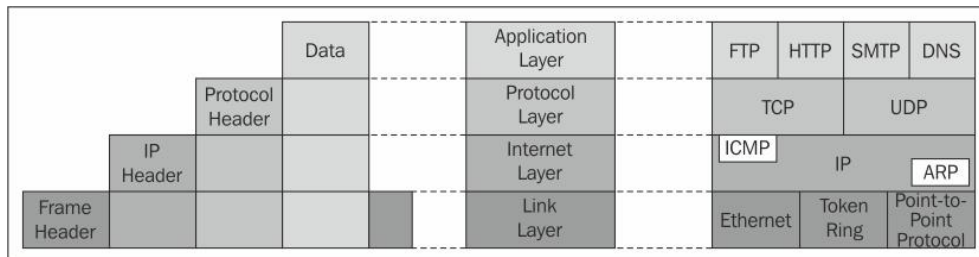 Data
Application
Layer
FTP
HTTP
SMTP
DNS
Protocol
Header
Protocol
Layer
TCP
UDP
IP
Header
Internet
Layer
ICMP
IP
ARP
Frame
Header
Link
Layer
Ethernet
Token
Ring
Point-to-
Point
Protocol